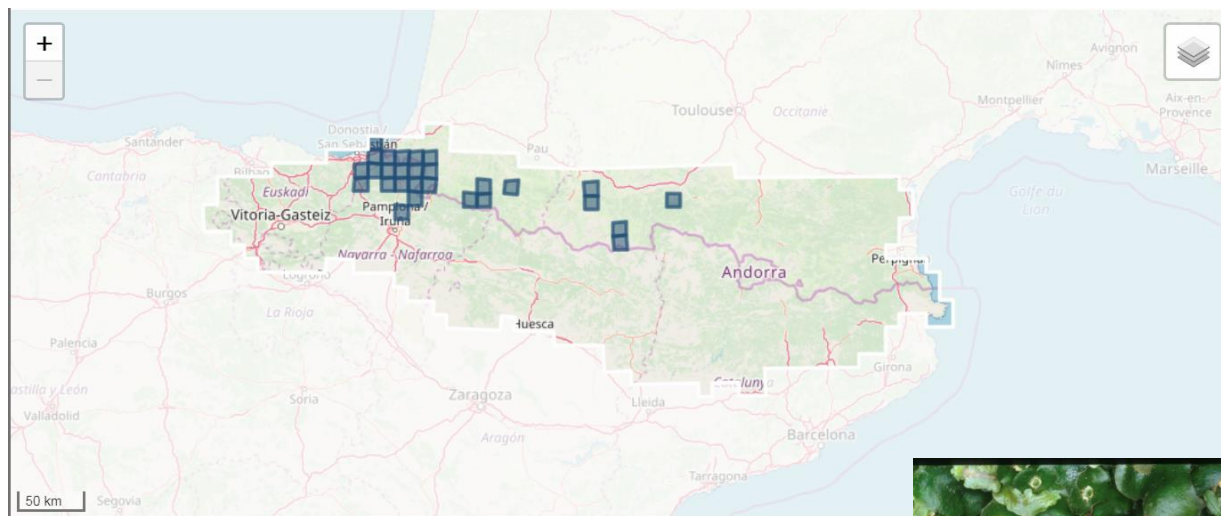 +
−
Avignon
Nîmes
Aix-en-
Provence
Toulouse
Occitanie
Montpellier
Marseille
Donostia /
San Sebastián
Santander
Pau
Bilbao
Cantabria
Euskadi
Golfe du
Lion
Vitoria-Gasteiz
Pamplona /
Iruña
Navarra - Nafarroa
Perpignan
Andorra
Logroño
Burgos
La Rioja
Huesca
Palencia
Girona
Catalunya
Castilla y León
Soria
Zaragoza
Lleida
Valladolid
Aragón
Barcelona
Tarragona
50 km
Segovia